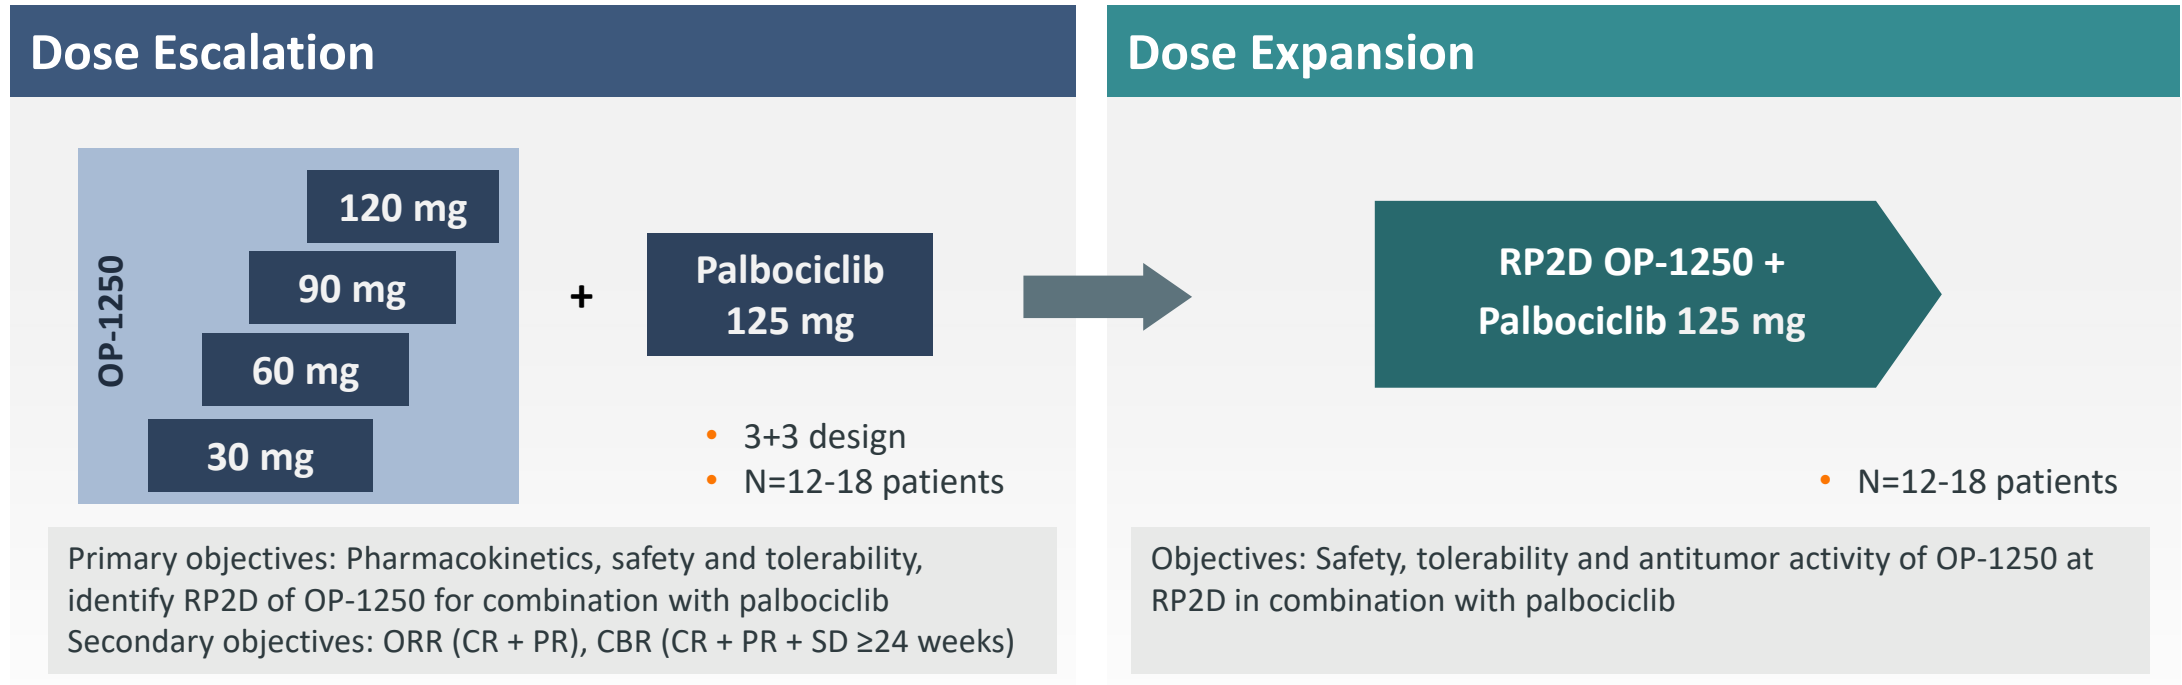 Dose Escalation
OP-1250
120 mg
90 mg
60 mg
30 mg
+
Palbociclib
125 mg
• 3+3 design
• N=12-18 patients
Primary objectives: Pharmacokinetics, safety and tolerability,
identify RP2D of OP-1250 for combination with palbociclib
Secondary objectives: ORR (CR + PR), CBR (CR + PR + SD ≥24 weeks)
Dose Expansion
RP2D OP-1250 +
Palbociclib 125 mg
• N=12-18 patients
Objectives: Safety, tolerability and antitumor activity of OP-1250 at
RP2D in combination with palbociclib